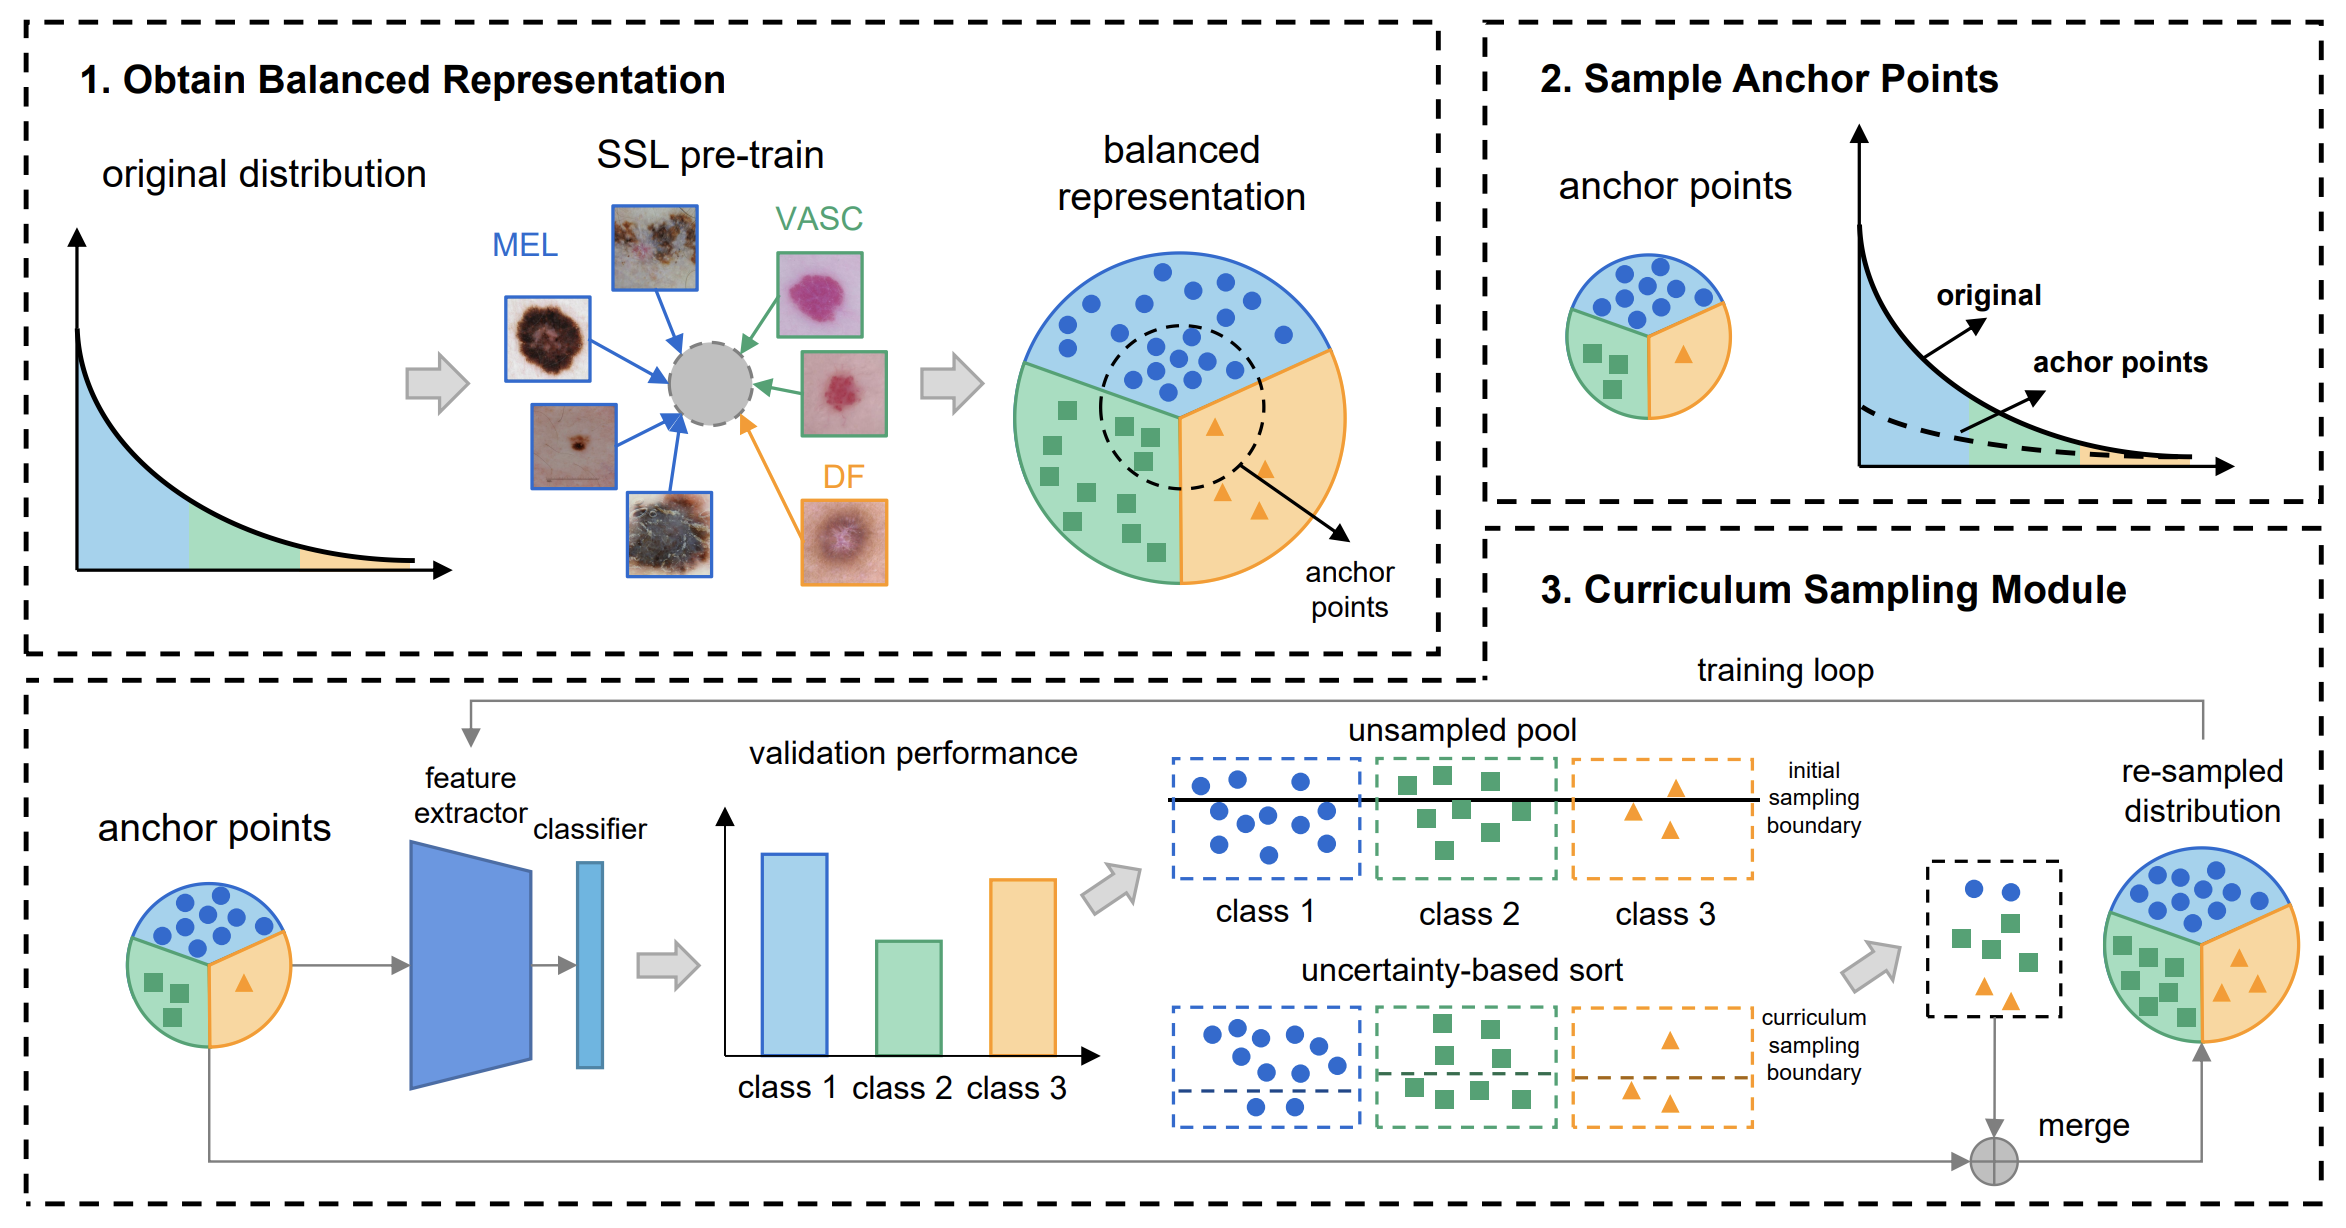 1. Obtain Balanced Representation
original distribution
SSL pre-train
MEL
VASC
DF
balanced
representation
anchor
points
2. Sample Anchor Points
anchor points
original
achor points
3. Curriculum Sampling Module
training loop
anchor points
feature
extractor
classifier
validation performance
class 1 class 2 class 3
unsampled pool
initial
sampling
boundary
class 1
class 2
class 3
uncertainty-based sort
curriculum
sampling
boundary
re-sampled
distribution
merge